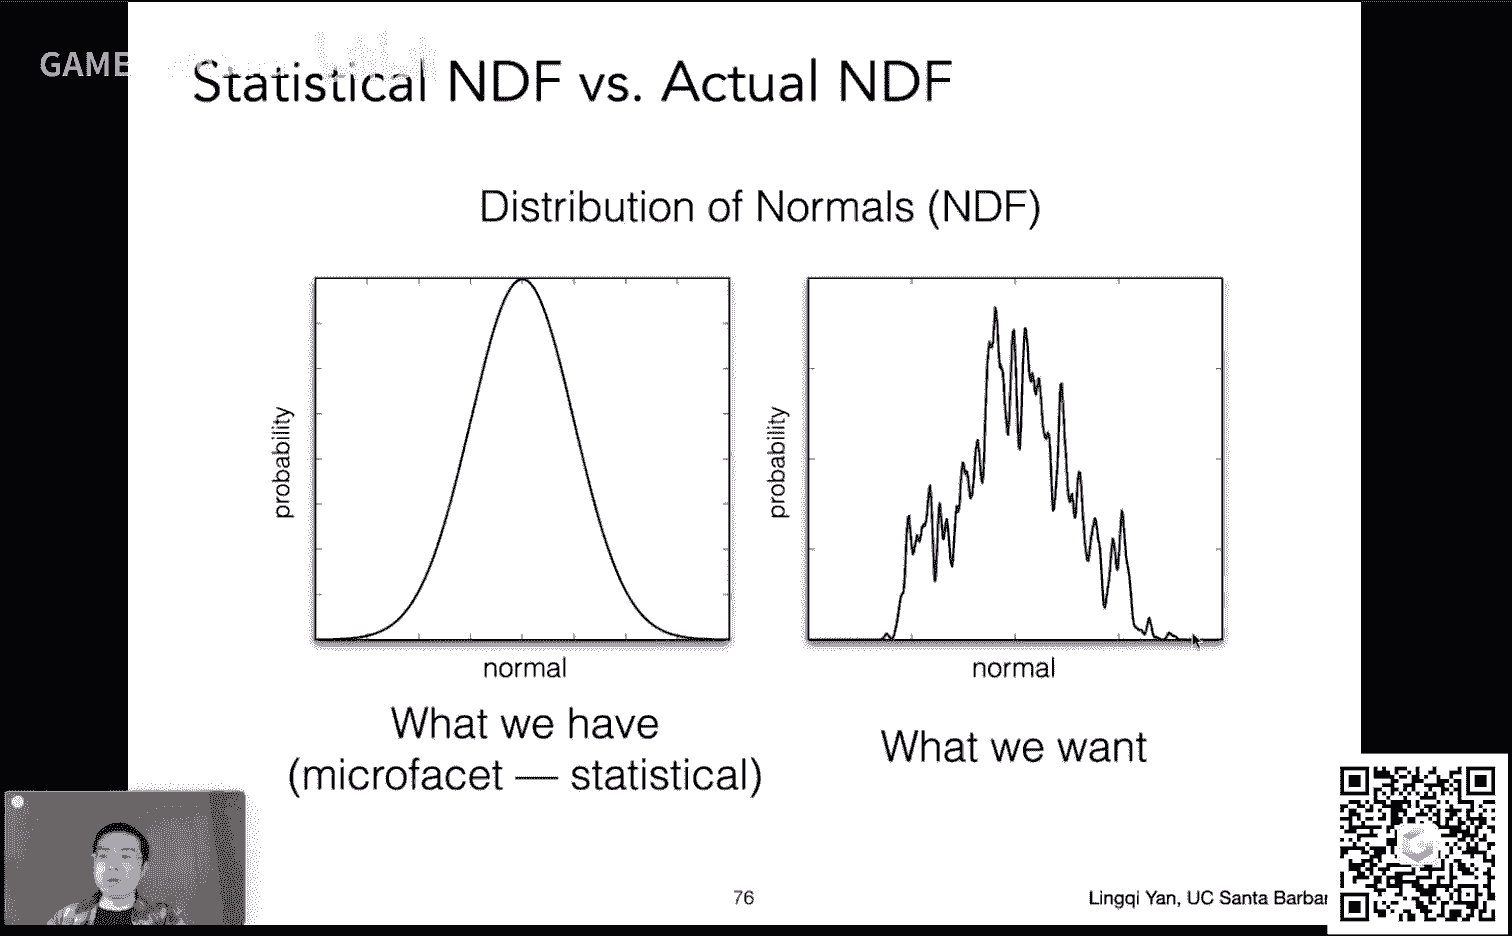 GAME
Statistical NDF vs. Actual NDF
Distribution of Normals (NDF)
probability
normal
probability
normal
What we have
(microfacet — statistical)
What we want
76
Lingqi Yan, UC Santa Barbar